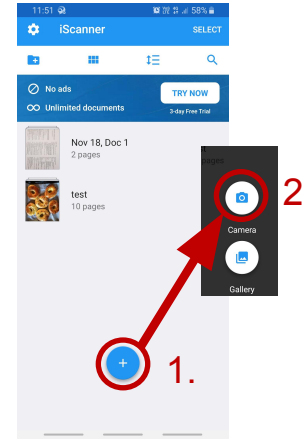 11:51 58%
iScanner SELECT
No ads
Unlimited documents
TRY NOW
3-day Free Trial
Nov 18, Doc 1
2 pages
test
10 pages
t
pages
2
Camera
Gallery
1.